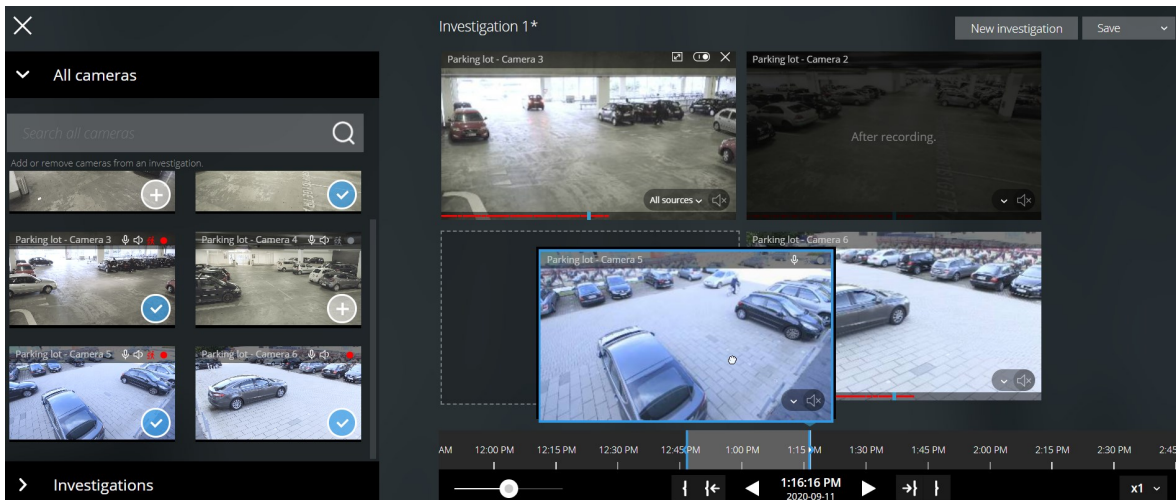 Investigation 1*
New investigation
Save
All cameras
Search all cameras
Add or remove cameras from an investigation.
Parking lot - Camera 3
Parking lot - Camera 4
Parking lot - Camera 5
Parking lot - Camera 6
Investigations
Parking lot - Camera 3
All sources
Parking lot - Camera 2
After recording.
Parking lot - Camera 5
Parking lot - Camera 6
AM 12:00 PM 12:15 PM 12:30 PM 12:45 PM 1:00 PM 1:15 PM 1:30 PM 1:45 PM 2:00 PM 2:15 PM 2:30 PM 2:45
1:16:16 PM
2020-09-11
x1